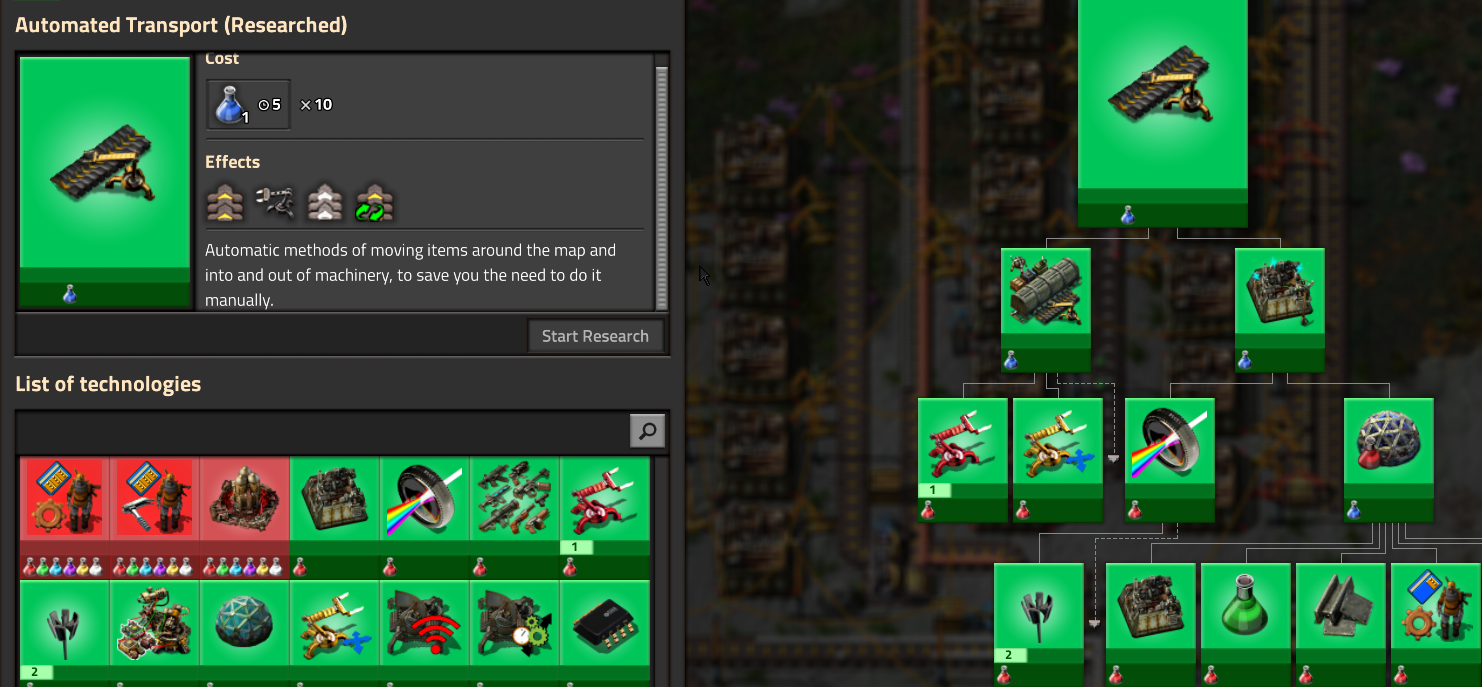 Automated Transport (Researched)
Cost
1
5
× 10
Effects
Automatic methods of moving items around the map and
into and out of machinery, to save you the need to do it
manually.
Start Research
List of technologies
1
2
1
2